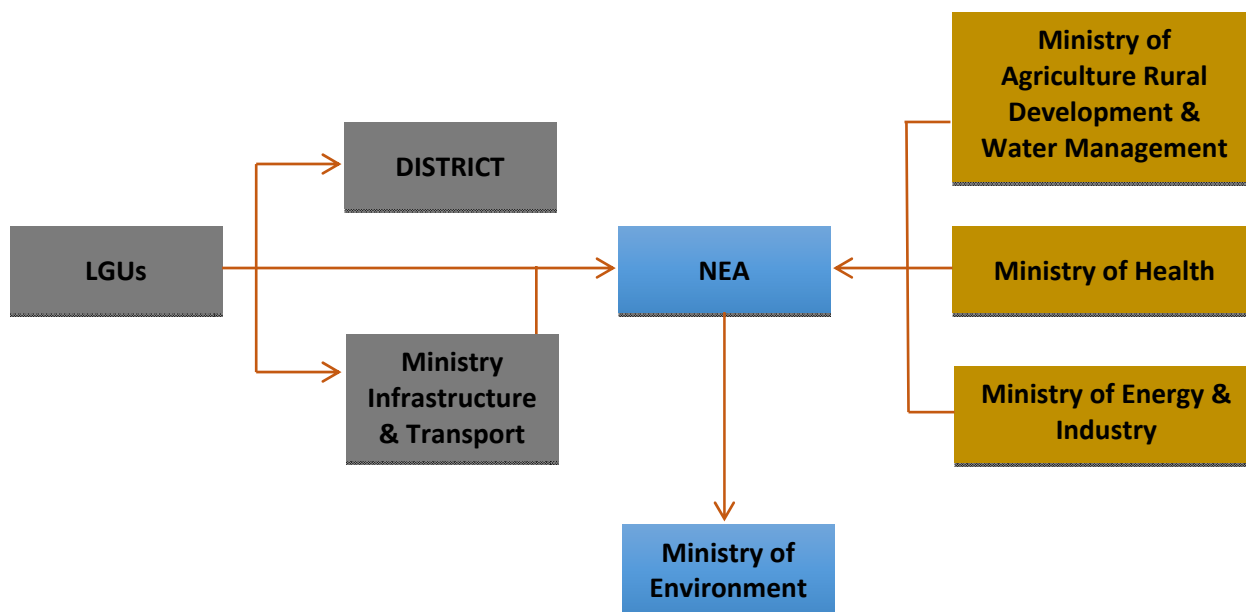 LGUs
DISTRICT
Ministry
Infrastructure
& Transport
NEA
Ministry of
Environment
Ministry of
Agriculture Rural
Development &
Water Management
Ministry of Health
Ministry of Energy &
Industry